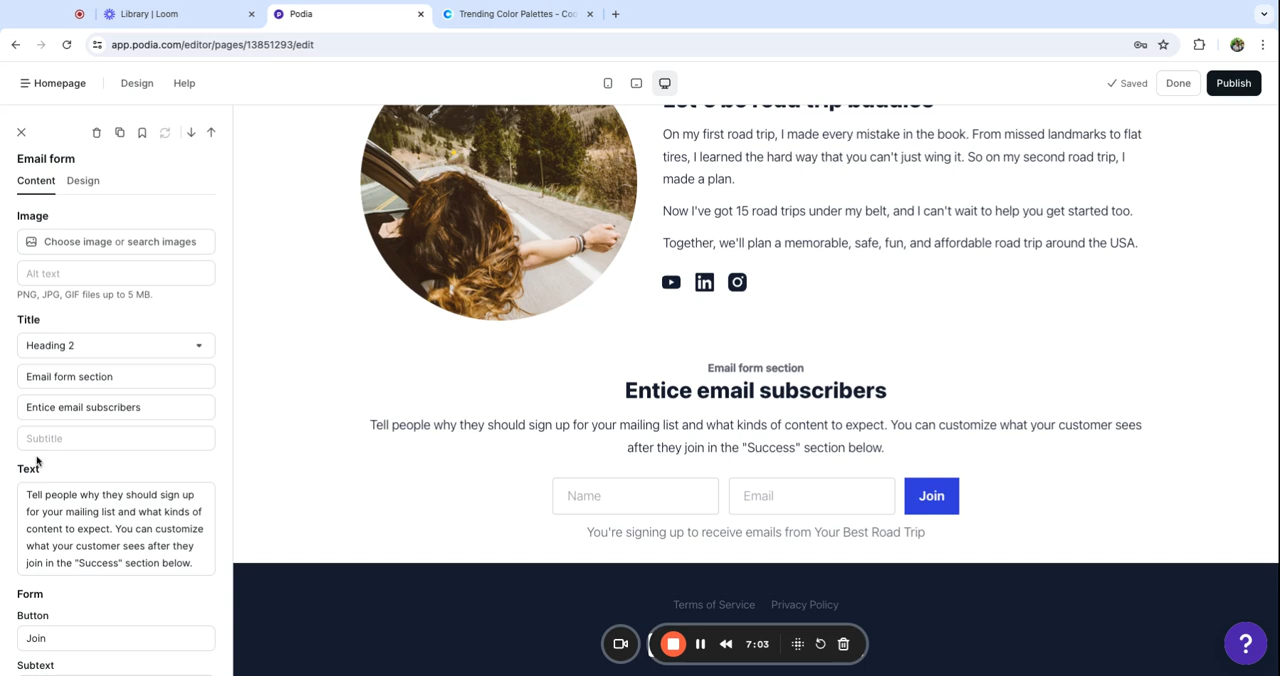 Library | Loom
Podia
Trending Color Palettes - Coo
app.podia.com/editor/pages/13851293/edit
Homepage
Design
Help
Saved
Done
Publish
Email form
Content
Design
Image
Choose image or search images
Alt text
PNG, JPG, GIF files up to 5 MB.
Title
Heading 2
Email form section
Entice email subscribers
Subtitle
Text
Tell people why they should sign up
for your mailing list and what kinds of
content to expect. You can customize
what your customer sees after they
join in the "Success" section below.
Form
Button
Join
Subtext
Let's be road trip buddies
On my first road trip, I made every mistake in the book. From missed landmarks to flat
tires, I learned the hard way that you can't just wing it. So on my second road trip, I
made a plan.
Now I've got 15 road trips under my belt, and I can't wait to help you get started too.
Together, we'll plan a memorable, safe, fun, and affordable road trip around the USA.
Email form section
Entice email subscribers
Tell people why they should sign up for your mailing list and what kinds of content to expect. You can customize what your customer sees
after they join in the "Success" section below.
Name
Email
Join
You're signing up to receive emails from Your Best Road Trip
Terms of Service
Privacy Policy
7:03
?